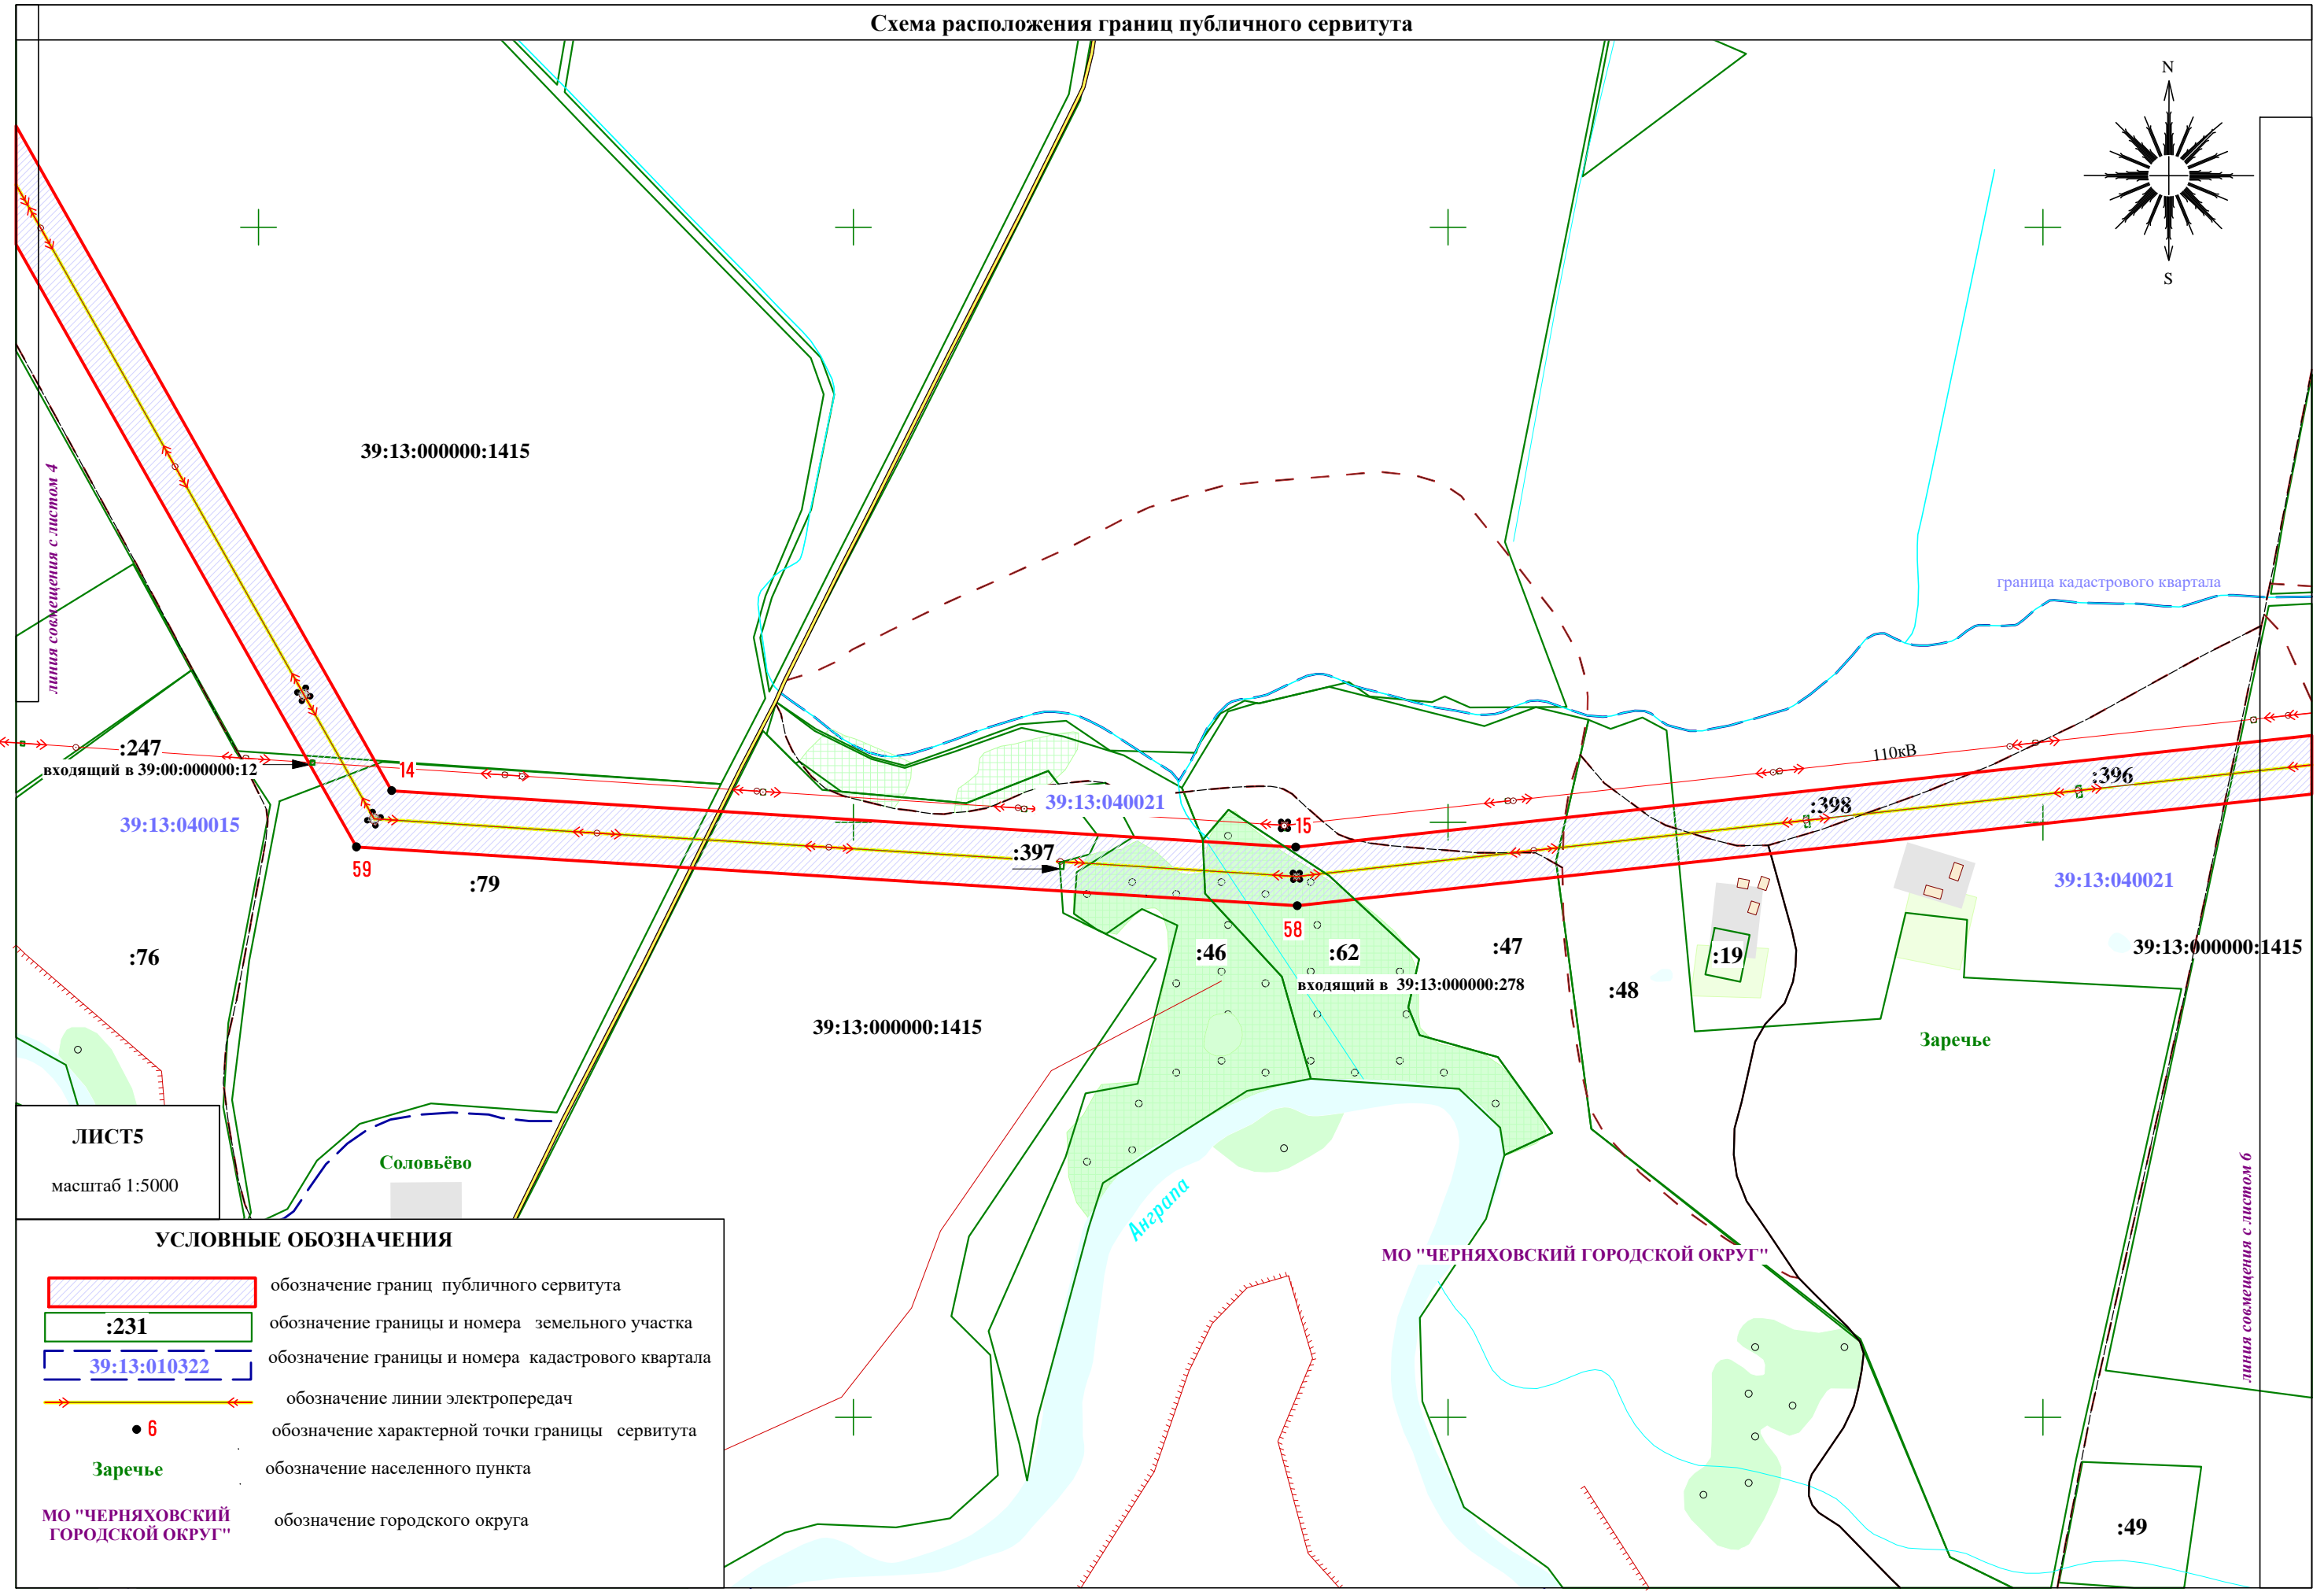 Схема расположения границ публичного сервитута
N
S
39:13:000000:1415
линия совмещения с листом 4
граница кадастрового квартала
:247
входящий в 39:00:000000:12
14
110кВ
:396
39:13:040021
:398
39:13:040015
15
:397
59
:79
39:13:040021
58
:76
:46
:62
:47
:19
39:13:000000:1415
входящий в 39:13:000000:278
:48
39:13:000000:1415
Заречье
ЛИСТ5
масштаб 1:5000
Соловьёво
Анграпа
МО "ЧЕРНЯХОВСКИЙ ГОРОДСКОЙ ОКРУГ"
линия совмещения с листом 6
:49
УСЛОВНЫЕ ОБОЗНАЧЕНИЯ
обозначение границ публичного сервитута
:231
обозначение границы и номера земельного участка
39:13:010322
обозначение границы и номера кадастрового квартала
обозначение линии электропередач
6
обозначение характерной точки границы сервитута
Заречье
обозначение населенного пункта
МО "ЧЕРНЯХОВСКИЙ
ГОРОДСКОЙ ОКРУГ"
обозначение городского округа